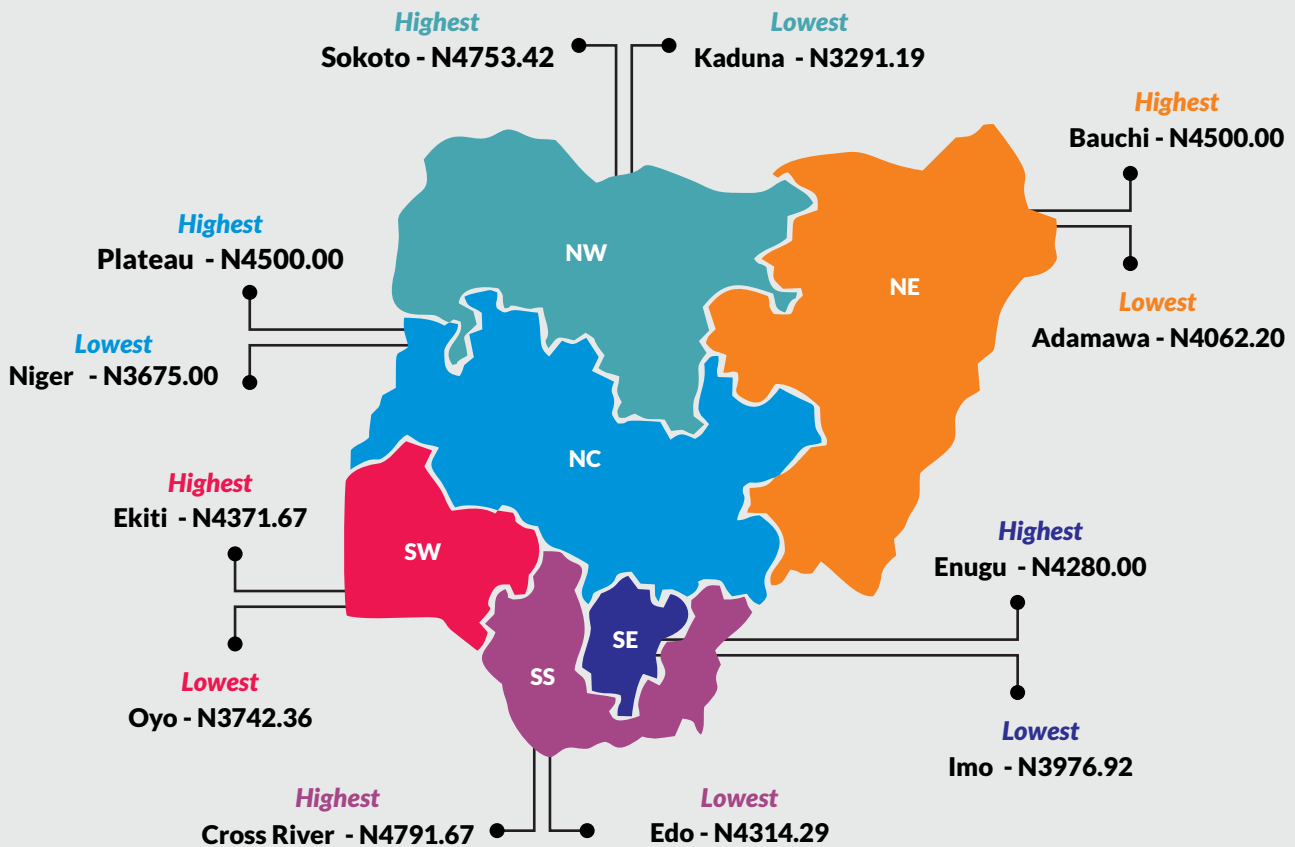 Highest
Sokoto - N4753.42
Lowest
Kaduna - N3291.19
Highest
Bauchi - N4500.00
Lowest
Adamawa - N4062.20
Highest
Plateau - N4500.00
Lowest
Niger - N3675.00
NW
NE
NC
SW
SE
SS
Highest
Ekiti - N4371.67
Lowest
Oyo - N3742.36
Highest
Enugu - N4280.00
Lowest
Imo - N3976.92
Highest
Cross River - N4791.67
Lowest
Edo - N4314.29